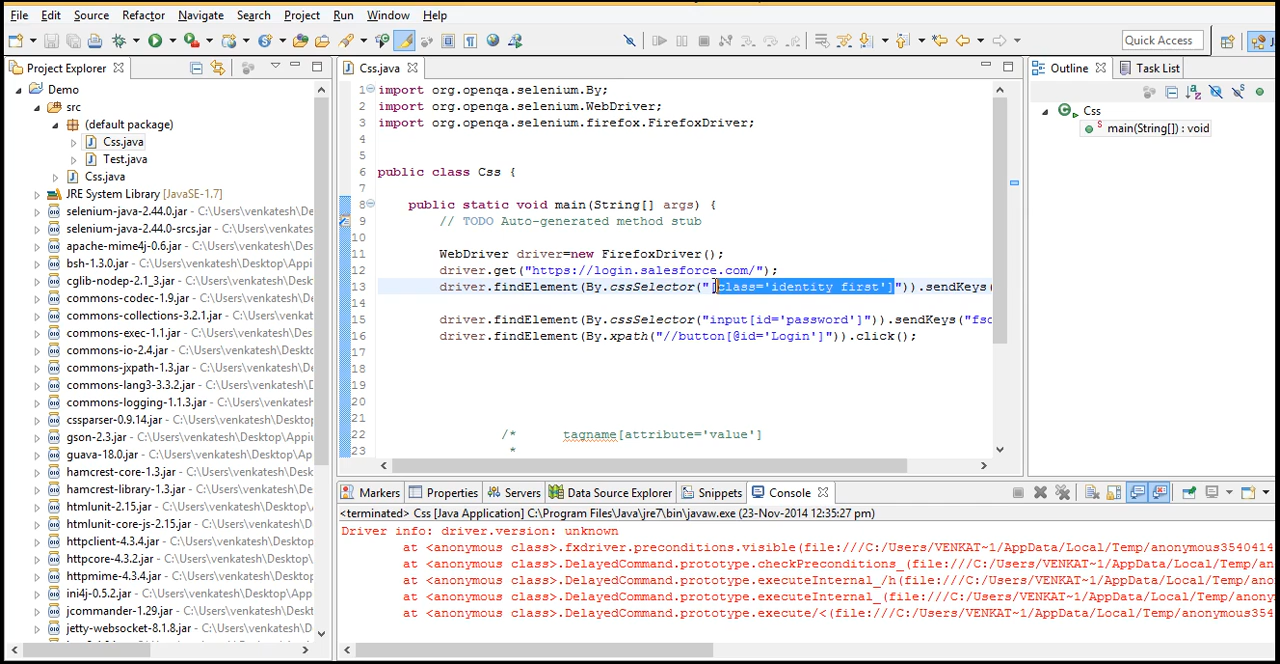 File Edit Source Refactor Navigate Search Project Run Window Help
Quick Access
Project Explorer
Demo
src
(default package)
Css.java
Test.java
Css.java
JRE System Library [JavaSE-1.7]
selenium-java-2.44.0.jar - C:\Users\venkatesh\De
selenium-java-2.44.0-srcs.jar - C:\Users\venkates
apache-mime4j-0.6.jar - C:\Users\venkatesh\Desk
bsh-1.3.0.jar - C:\Users\venkatesh\Desktop\Appi
cglib-nodep-2.1_3.jar - C:\Users\venkatesh\Deskt
commons-codec-1.9.jar - C:\Users\venkatesh\Des
commons-collections-3.2.1.jar - C:\Users\venkate
commons-exec-1.1.jar - C:\Users\venkatesh\Desk
commons-io-2.4.jar - C:\Users\venkatesh\Deskto
commons-jxpath-1.3.jar - C:\Users\venkatesh\De
commons-lang3-3.3.2.jar - C:\Users\venkatesh\De
commons-logging-1.1.3.jar - C:\Users\venkatesh\
cssparser-0.9.14.jar - C:\Users\venkatesh\Deskto
gson-2.3.jar - C:\Users\venkatesh\Desktop\Appiu
guava-18.0.jar - C:\Users\venkatesh\Desktop\App
hamcrest-core-1.3.jar - C:\Users\venkatesh\Deskt
hamcrest-library-1.3.jar - C:\Users\venkatesh\Des
htmlunit-2.15.jar - C:\Users\venkatesh\Desktop\A
htmlunit-core-js-2.15.jar - C:\Users\venkatesh\De
httpclient-4.3.4.jar - C:\Users\venkatesh\Desktop
httpcore-4.3.2.jar - C:\Users\venkatesh\Desktop\
httpmime-4.3.4.jar - C:\Users\venkatesh\Desktop
ini4j-0.5.2.jar - C:\Users\venkatesh\Desktop\App
jcommander-1.29.jar - C:\Users\venkatesh\Deskto
jetty-websocket-8.1.8.jar - C:\Users\venkatesh\De
Css.java
1 import org.openqa.selenium.By;
2 import org.openqa.selenium.WebDriver;
3 import org.openqa.selenium.firefox.FirefoxDriver;
4
5
6 public class Css {
7
8 public static void main(String[] args) {
9 // TODO Auto-generated method stub
10
11 WebDriver driver=new FirefoxDriver();
12 driver.get("https://login.salesforce.com/");
13 driver.findElement(By.cssSelector("[class='identity first']")).sendKeys(
14
15 driver.findElement(By.cssSelector("input[id='password']")).sendKeys("fsd
16 driver.findElement(By.xpath("//button[@id='Login']")).click();
17
18
19
20
21
22 /* tagname[attribute='value']
23 *
Outline Task List
Css
main(String[]) : void
Markers Properties Servers Data Source Explorer Snippets Console
<terminated> Css [Java Application] C:\Program Files\Java\jre7\bin\javaw.exe (23-Nov-2014 12:35:27 pm)
Driver info: driver.version: unknown
at <anonymous class>.fxdriver.preconditions.visible(file:///C:/Users/VENKAT~1/AppData/Local/Temp/anonymous3540414
at <anonymous class>.DelayedCommand.prototype.checkPreconditions_(file:///C:/Users/VENKAT~1/AppData/Local/Temp/an
at <anonymous class>.DelayedCommand.prototype.executeInternal_/h(file:///C:/Users/VENKAT~1/AppData/Local/Temp/ano
at <anonymous class>.DelayedCommand.prototype.executeInternal_(file:///C:/Users/VENKAT~1/AppData/Local/Temp/anony
at <anonymous class>.DelayedCommand.prototype.execute/<(file:///C:/Users/VENKAT~1/AppData/Local/Temp/anonymous354